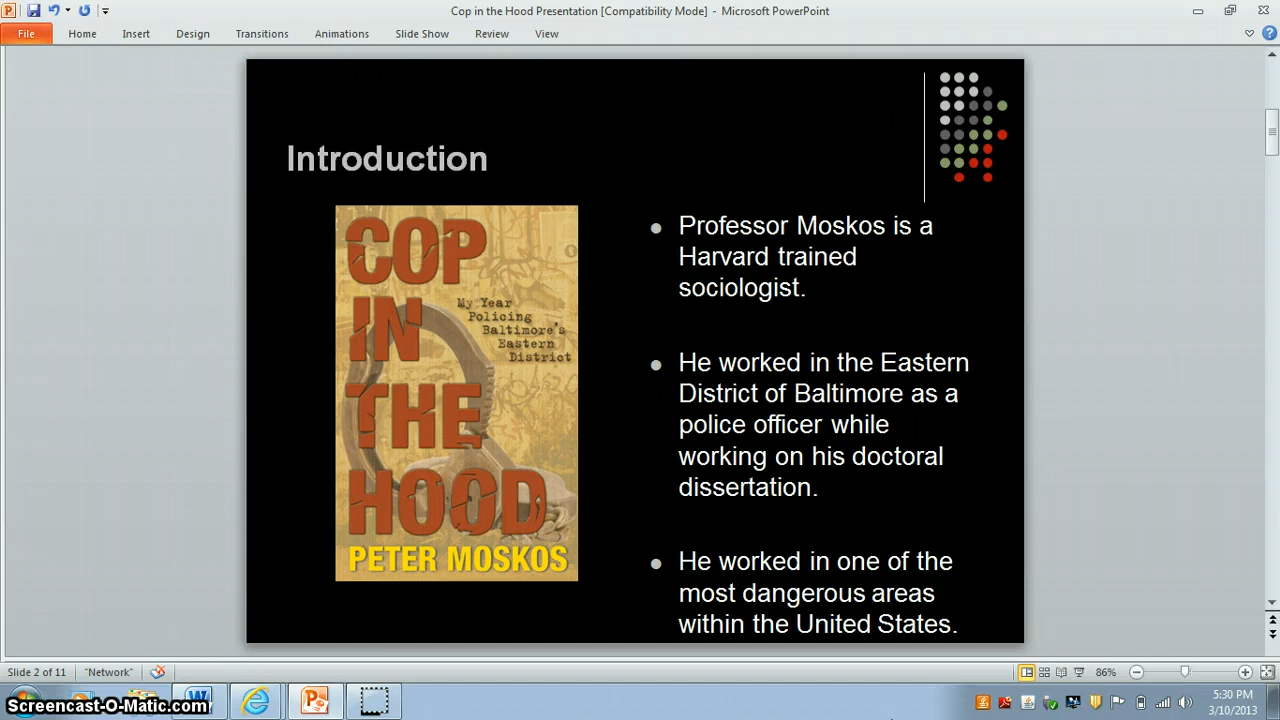 Cop in the Hood Presentation [Compatibility Mode] - Microsoft PowerPoint
File Home Insert Design Transitions Animations Slide Show Review View
Introduction
COP
IN
THE
HOOD
My Year
Policing
Baltimore's
Eastern
District
PETER MOSKOS
Professor Moskos is a
Harvard trained
sociologist.
He worked in the Eastern
District of Baltimore as a
police officer while
working on his doctoral
dissertation.
He worked in one of the
most dangerous areas
within the United States.
Slide 2 of 11 "Network" 86%
Screencast-O-Matic.com
5:30 PM
3/10/2013